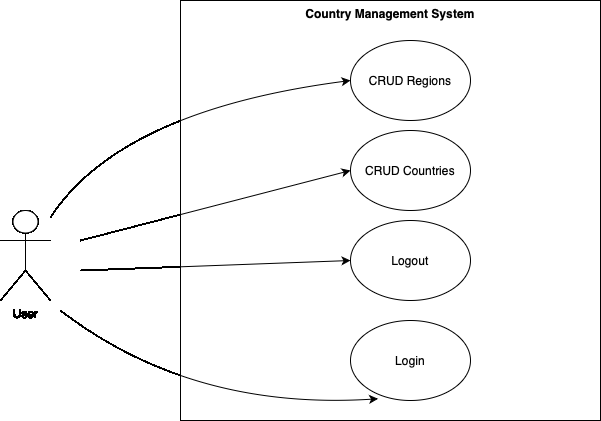 Country Management System
CRUD Regions
CRUD Countries
Logout
User
Login